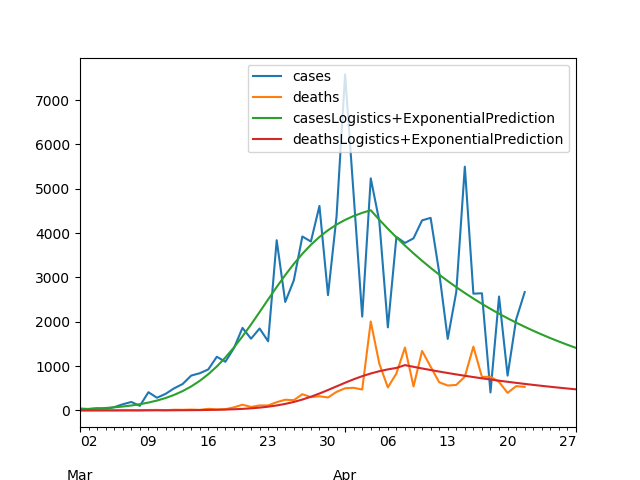 cases
deaths
casesLogistics+ExponentialPrediction
deathsLogistics+ExponentialPrediction
7000
6000
5000
4000
3000
2000
1000
0
02 09 16 23 30 06 13 20 27
Mar Apr